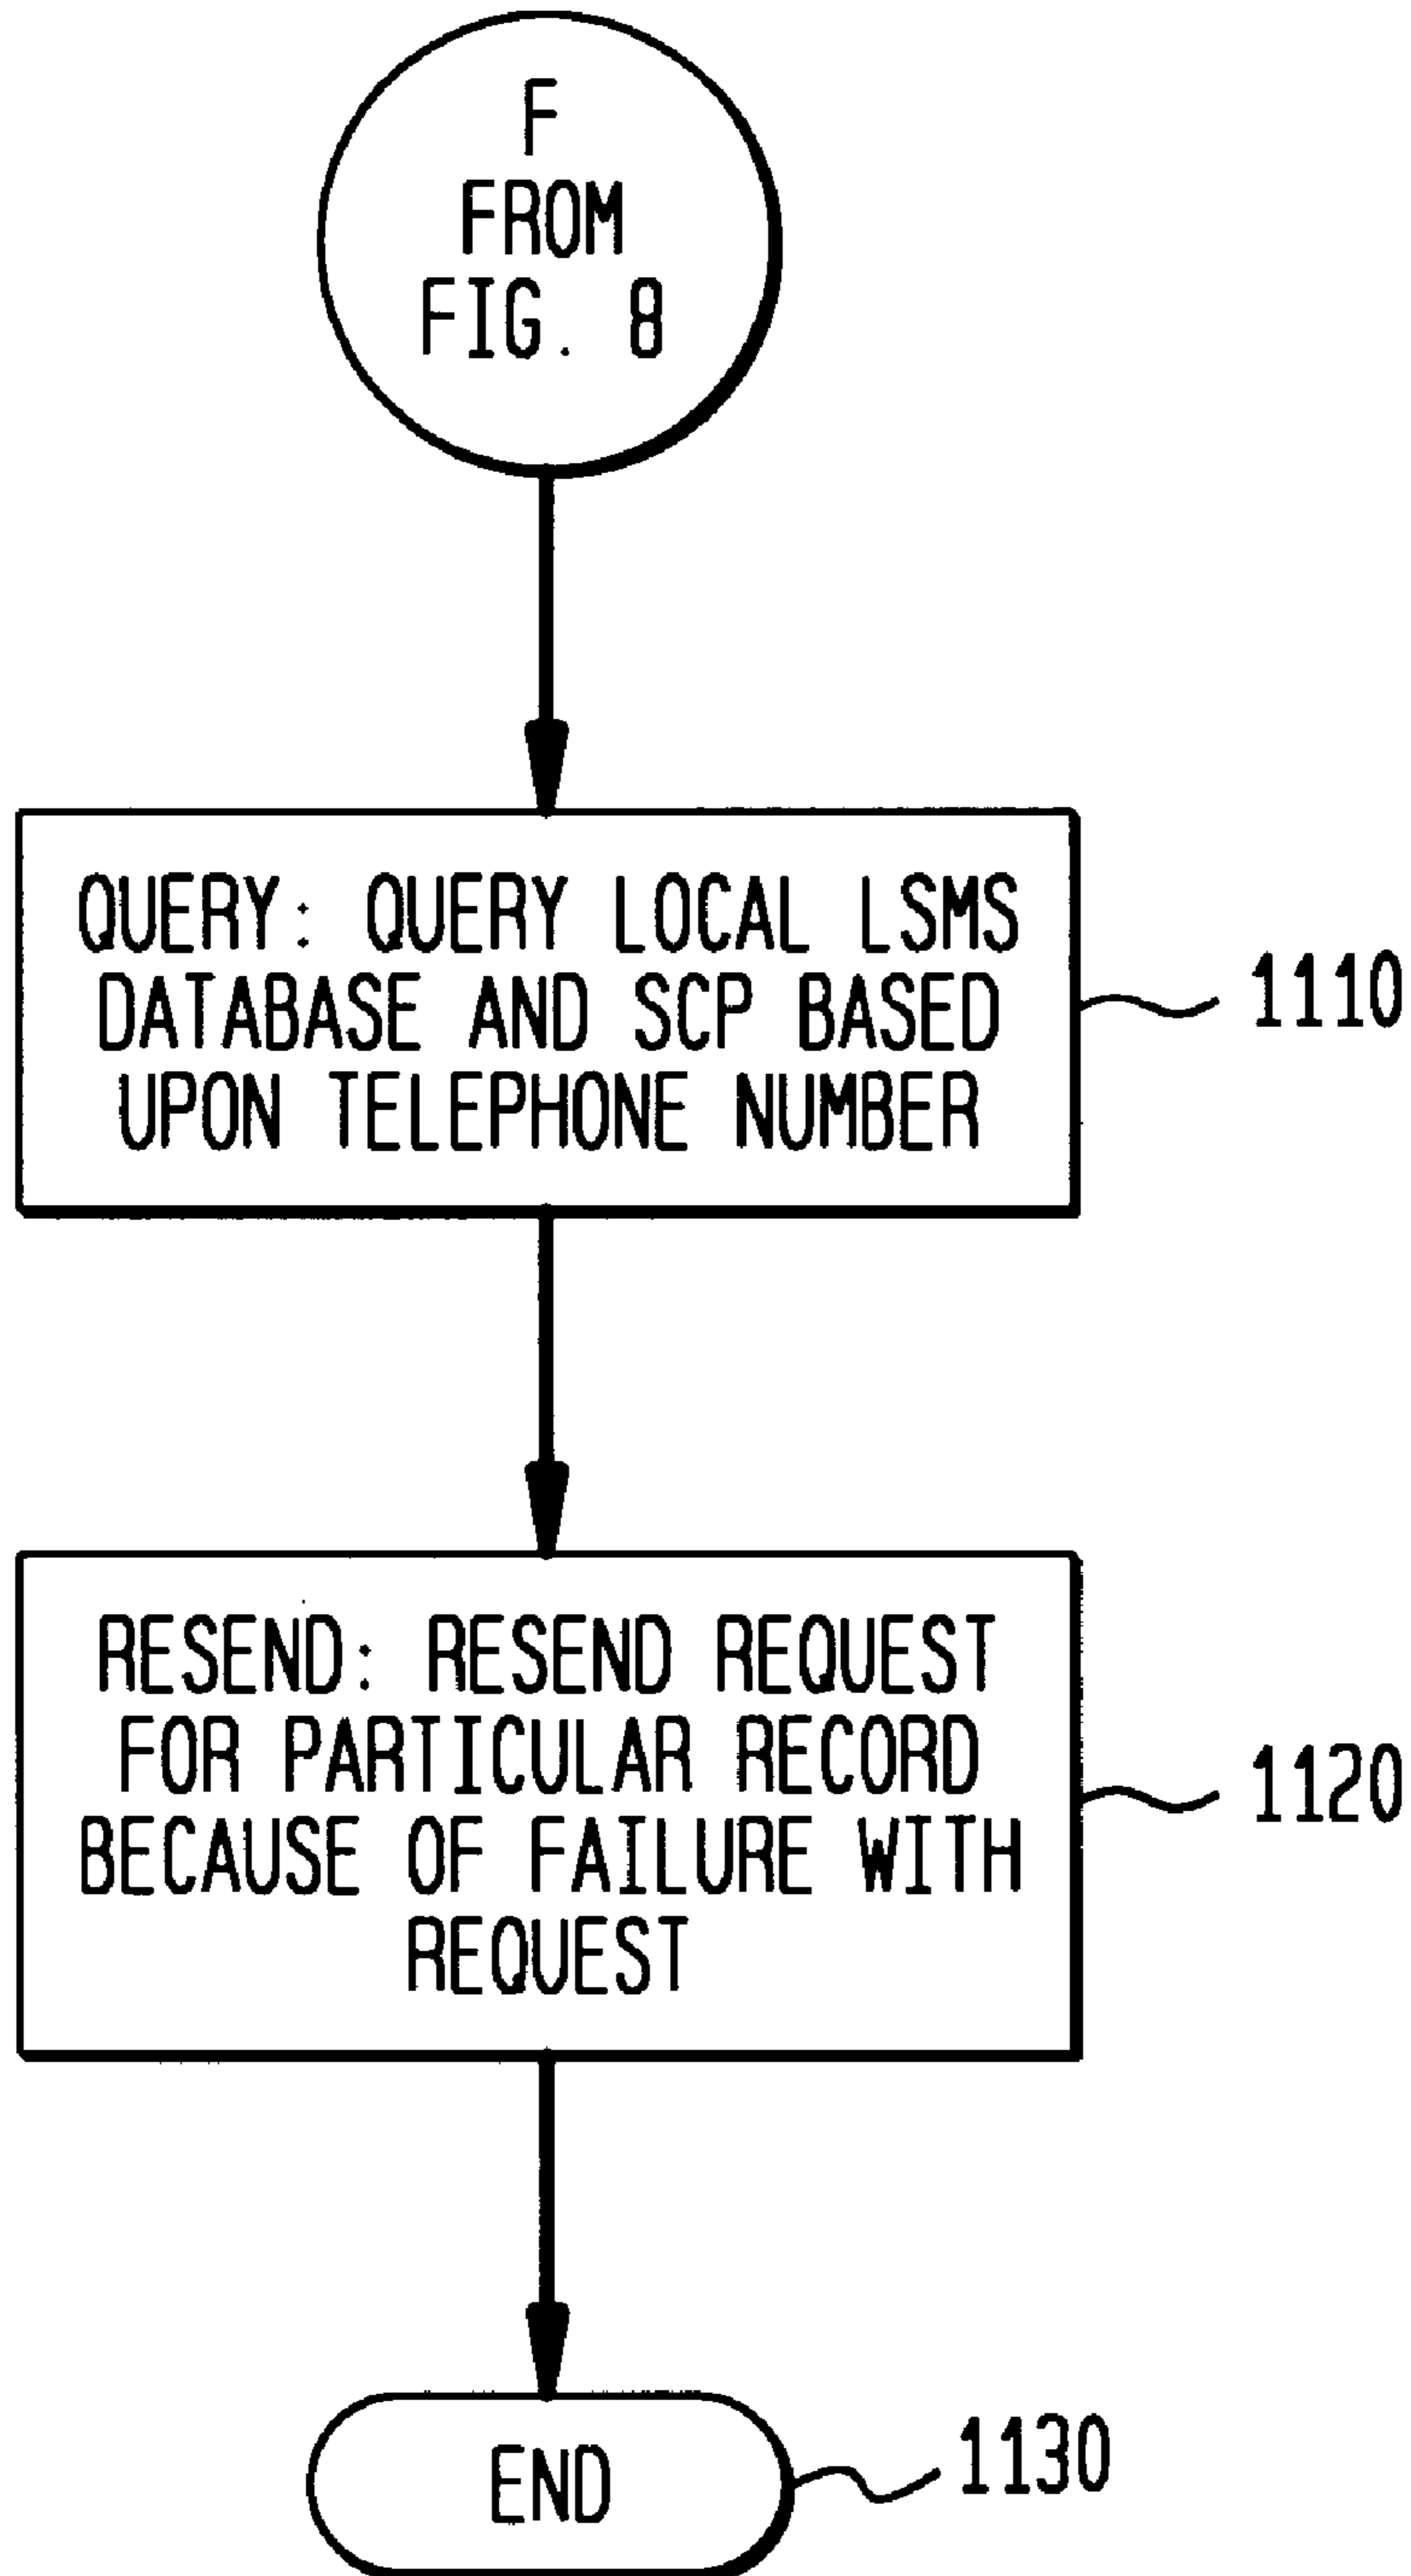 F
FROM
FIG. 8
QUERY: QUERY LOCAL LSMS
DATABASE AND SCP BASED
UPON TELEPHONE NUMBER
1110
RESEND: RESEND REQUEST
FOR PARTICULAR RECORD
BECAUSE OF FAILURE WITH
REQUEST
1120
END
1130